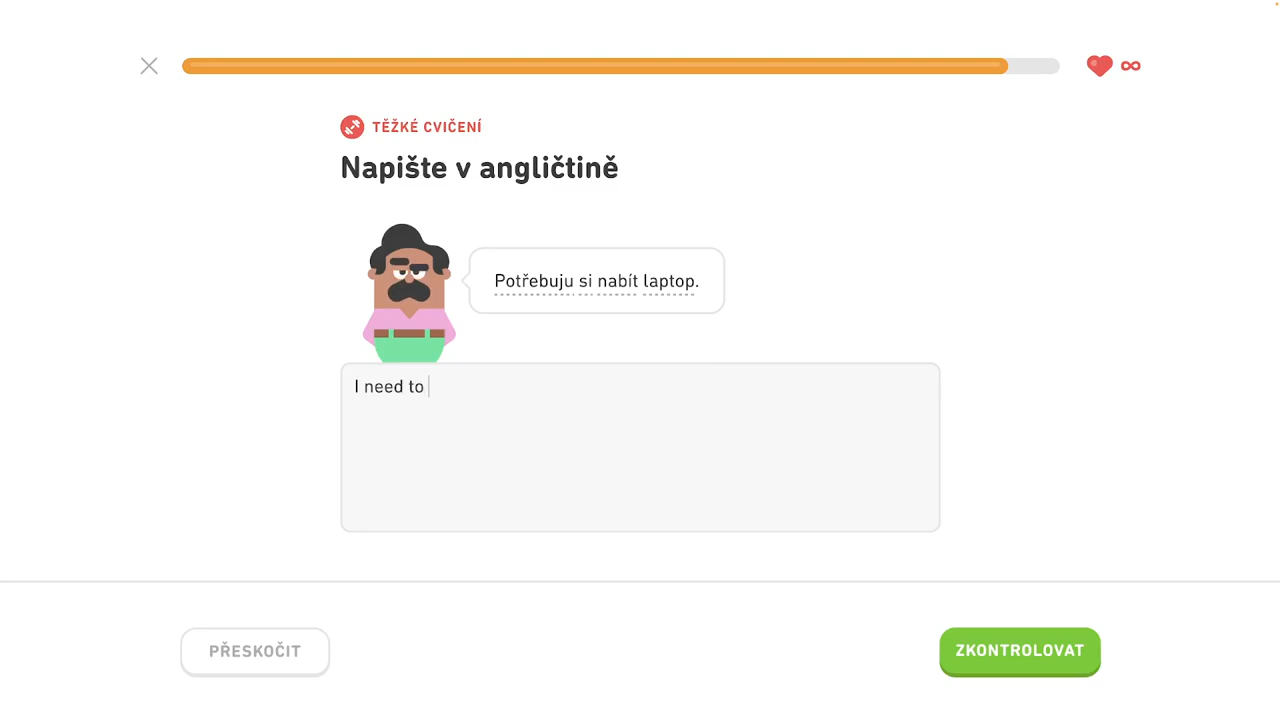 TĚŽKÉ CVIČENÍ
Napište v angličtině
Potřebuju si nabít laptop.
I need to
PŘESKOČIT
ZKONTROLOVAT